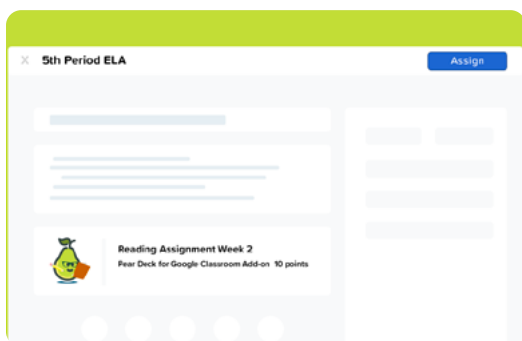 X 5th Period ELA
Assign
Reading Assignment Week 2
Pear Deck for Google Classroom Add-on 10 points